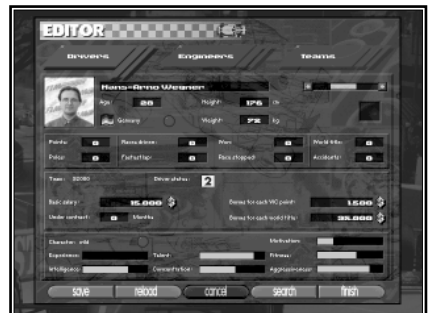 EDITOR
Drivers Engineers Teams
Hans-Arno Wegner
Age: 28 Height: 176 cm
Germany Weight: 72 kg
Points: 0 Races driven: 0 Won: 0 World title: 0
Poles: 0 Fastest lap: 0 Race stopped: 0 Accidents: 0
Team: Driver status: 2
Basic salary: 15.000 $ Bonus for each WC point: 1.500 $
Under contract: 0 Months Bonus for each world title: 35.000 $
Character: Motivation:
Experience: Talent: Fitness:
Intelligence: Concentration: Aggressiveness:
save reload cancel search finish